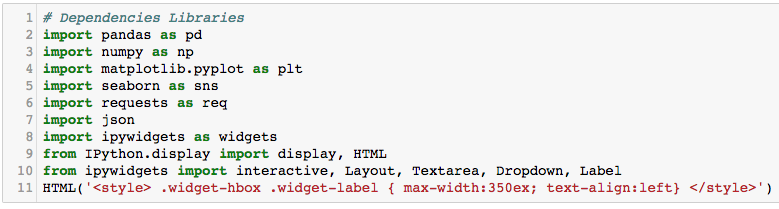 1 # Dependencies Libraries
2 import pandas as pd
3 import numpy as np
4 import matplotlib.pyplot as plt
5 import seaborn as sns
6 import requests as req
7 import json
8 import ipywidgets as widgets
9 from IPython.display import display, HTML
10 from ipywidgets import interactive, Layout, Textarea, Dropdown, Label
11 HTML('<style> .widget-hbox .widget-label { max-width:350ex; text-align:left} </style>')